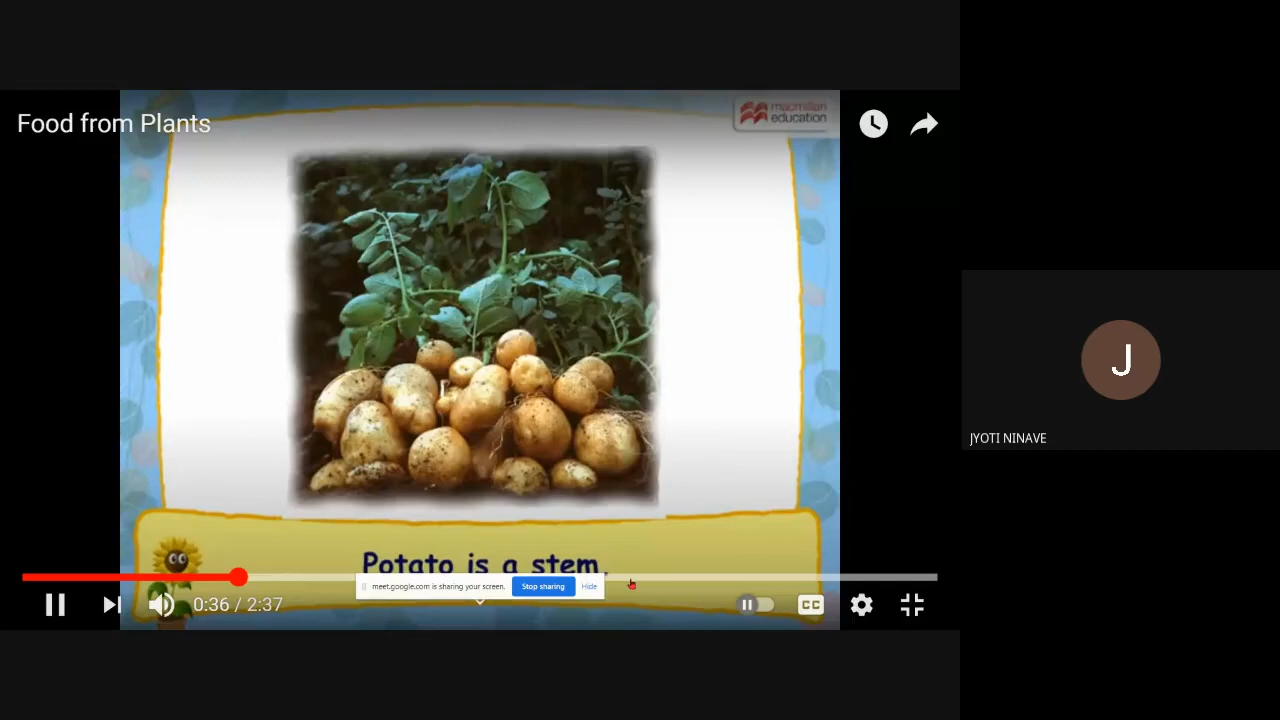 Food from Plants
macmillan
education
Potato is a stem.
meet.google.com is sharing your screen.
Stop sharing
Hide
0:36 / 2:37
CC
J
JYOTI NINAVE